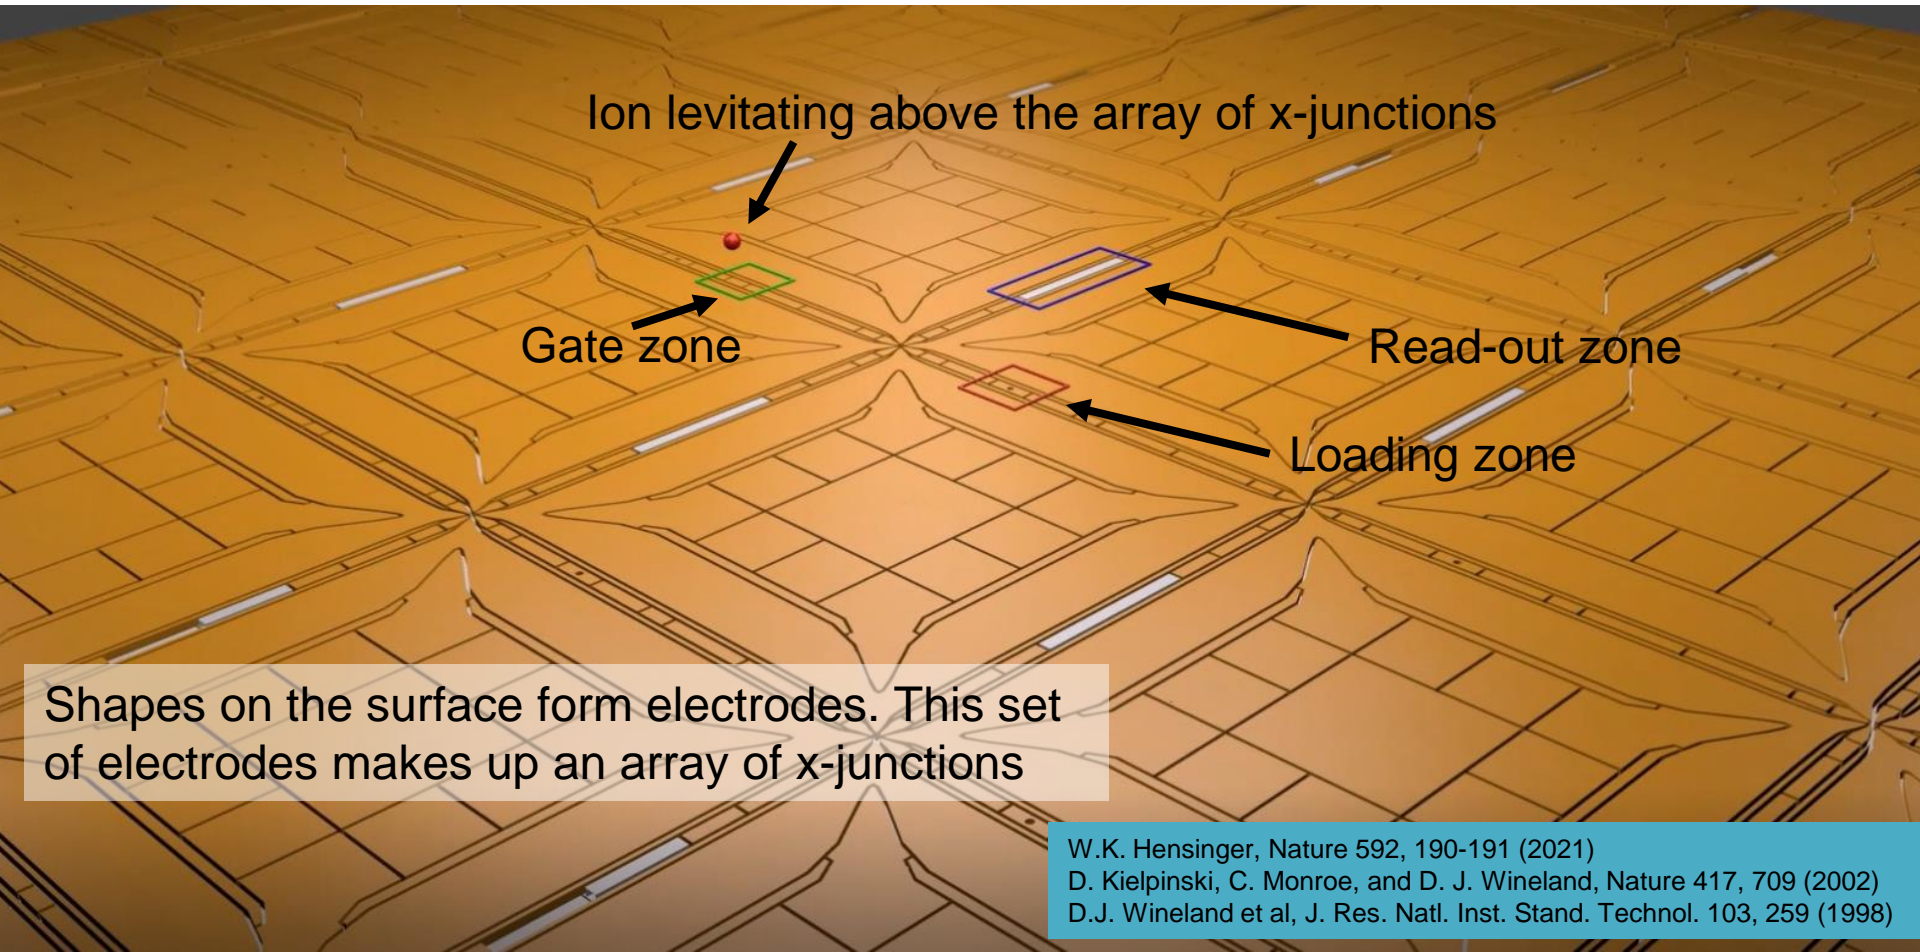 Ion levitating above the array of x-junctions
Gate zone
Read-out zone
Loading zone
Shapes on the surface form electrodes. This set
of electrodes makes up an array of x-junctions
W.K. Hensinger, Nature 592, 190-191 (2021)
D. Kielpinski, C. Monroe, and D. J. Wineland, Nature 417, 709 (2002)
D.J. Wineland et al, J. Res. Natl. Inst. Stand. Technol. 103, 259 (1998)